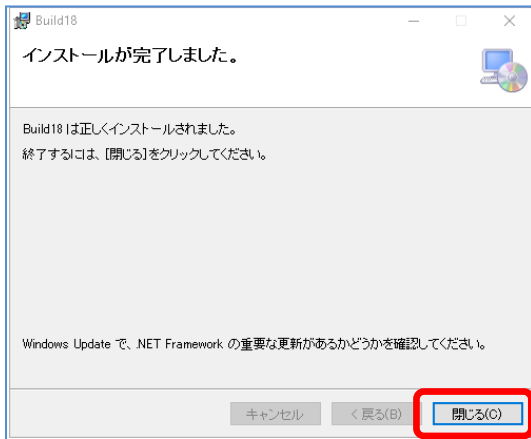 Build18
インストールが完了しました。
Build18 は正しくインストールされました。
終了するには、[閉じる]をクリックしてください。
Windows Update で、.NET Framework の重要な更新があるかどうかを確認してください。
キャンセル
< 戻る(B)
閉じる(C)